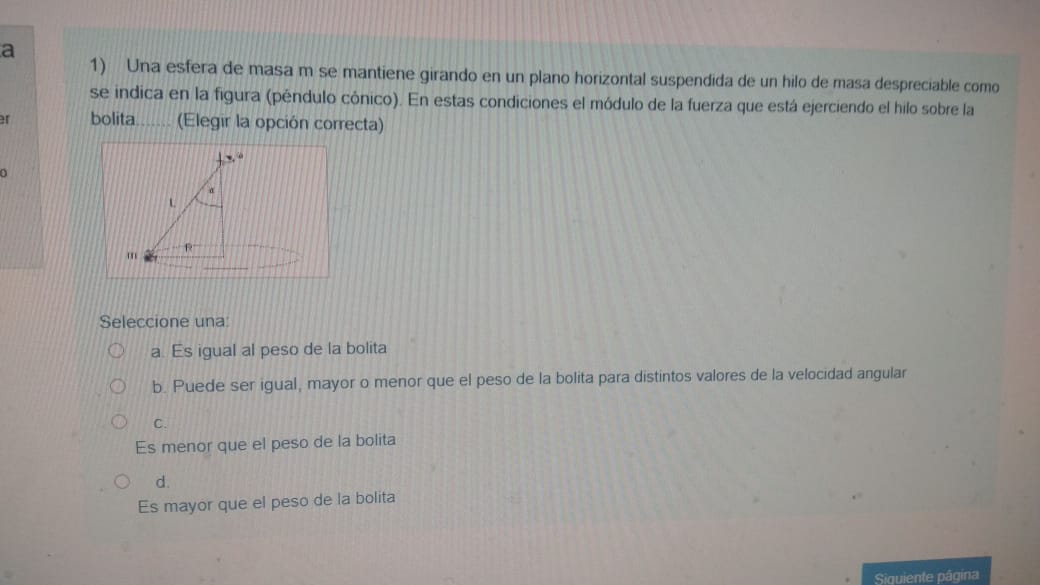 a
1) Una esfera de masa m se mantiene girando en un plano horizontal suspendida de un hilo de masa despreciable como
se indica en la figura (péndulo cónico). En estas condiciones el módulo de la fuerza que está ejerciendo el hilo sobre la
er
bolita....... (Elegir la opción correcta)
o
α
L
R
m
Seleccione una:
a. Es igual al peso de la bolita
b. Puede ser igual, mayor o menor que el peso de la bolita para distintos valores de la velocidad angular
c.
Es menor que el peso de la bolita
d.
Es mayor que el peso de la bolita
Siguiente página